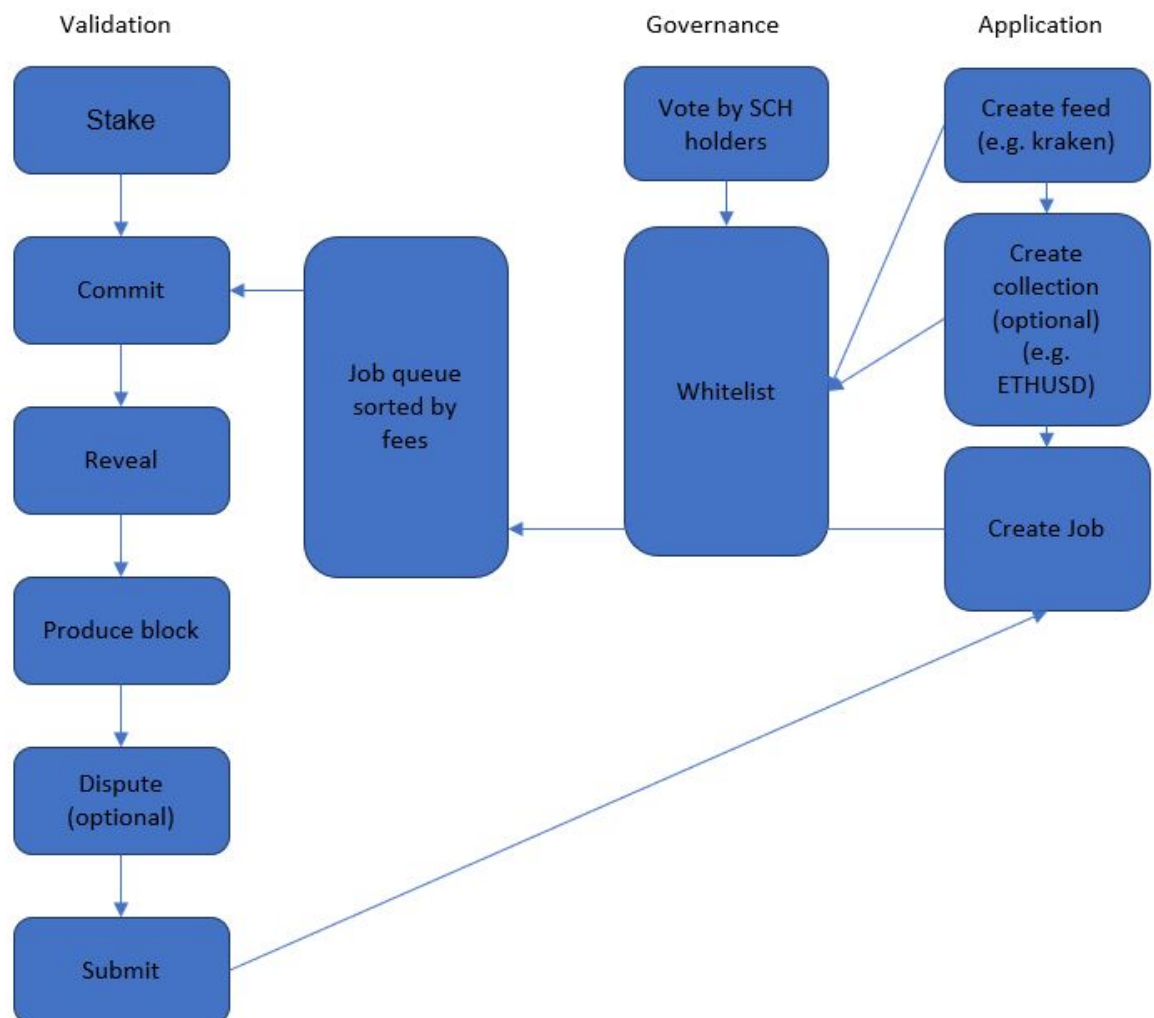 Validation
Governance
Application
Stake
Vote by SCH
holders
Create feed
(e.g. kraken)
Commit
Job queue
sorted by
fees
Whitelist
Create
collection
(optional)
(e.g.
ETHUSD)
Reveal
Create Job
Produce block
Dispute
(optional)
Submit